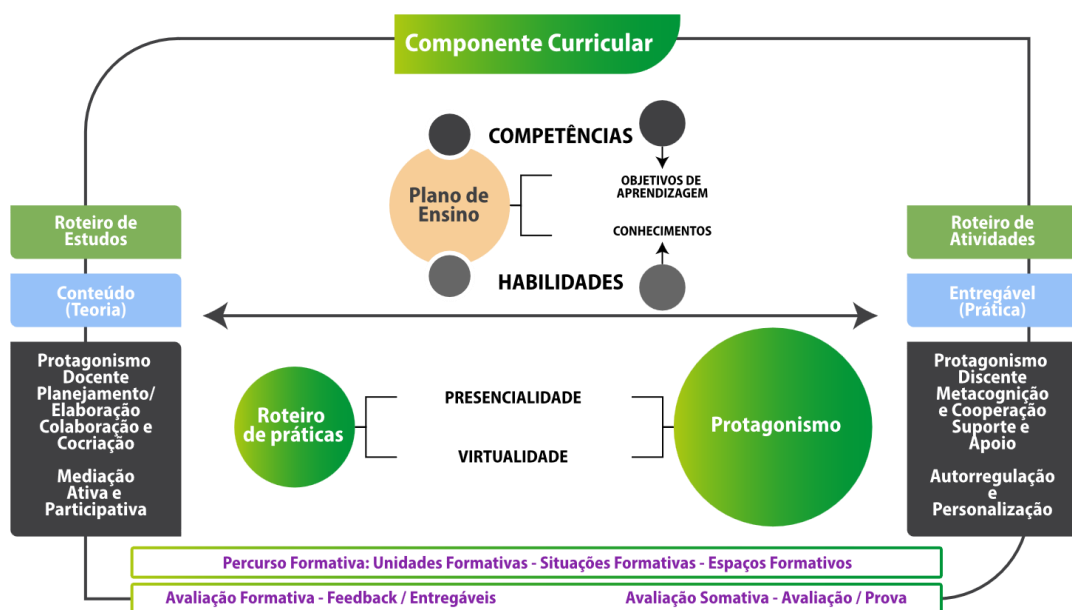 Componente Curricular
COMPETÊNCIAS
Plano de
Ensino
OBJETIVOS DE
APRENDIZAGEM
CONHECIMENTOS
HABILIDADES
Roteiro de
Estudos
Conteúdo
(Teoria)
Protagonismo
Docente
Planejamento/
Elaboração
Colaboração e
Cocriação
Mediação
Ativa e
Participativa
Roteiro
de práticas
PRESENCIALIDADE
VIRTUALIDADE
Protagonismo
Roteiro de
Atividades
Entregável
(Prática)
Protagonismo
Discente
Metacognição
e Cooperação
Suporte e
Apoio
Autorregulação
e
Personalização
Percurso Formativa: Unidades Formativas - Situações Formativas - Espaços Formativos
Avaliação Formativa - Feedback / Entregáveis
Avaliação Somativa - Avaliação / Prova